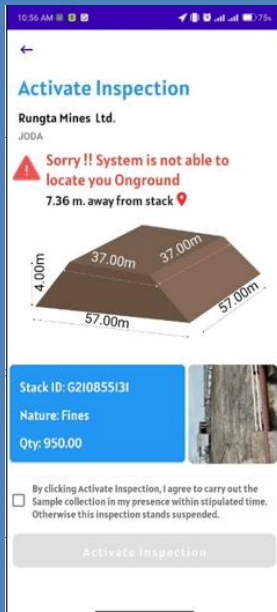 10:56 AM
75%
Activate Inspection
Rungta Mines Ltd.
JODA
Sorry !! System is not able to
locate you Onground
7.36 m. away from stack
37.00m
37.00m
4.00m
57.00m
57.00m
Stack ID: G210855131
Nature: Fines
Qty: 950.00
By clicking Activate Inspection, I agree to carry out the
Sample collection in my presence within stipulated time.
Otherwise this inspection stands suspended.
Activate Inspection